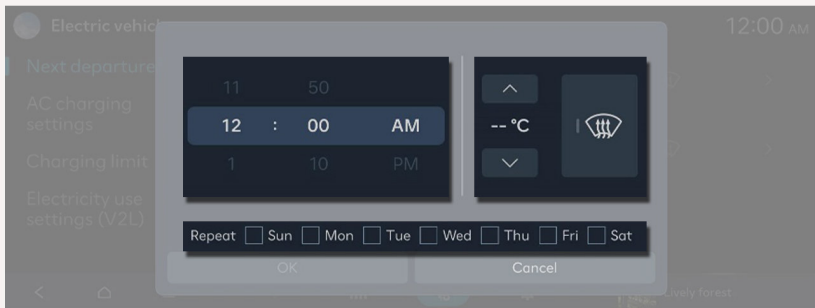 Electric vehic
12:00 AM
Next departure
AC charging
settings
Charging limit
Electricity use
settings (V2L)
11 50
12 : 00 AM
1 10 PM
-- °C
Repeat Sun Mon Tue Wed Thu Fri Sat
OK Cancel
Lively forest